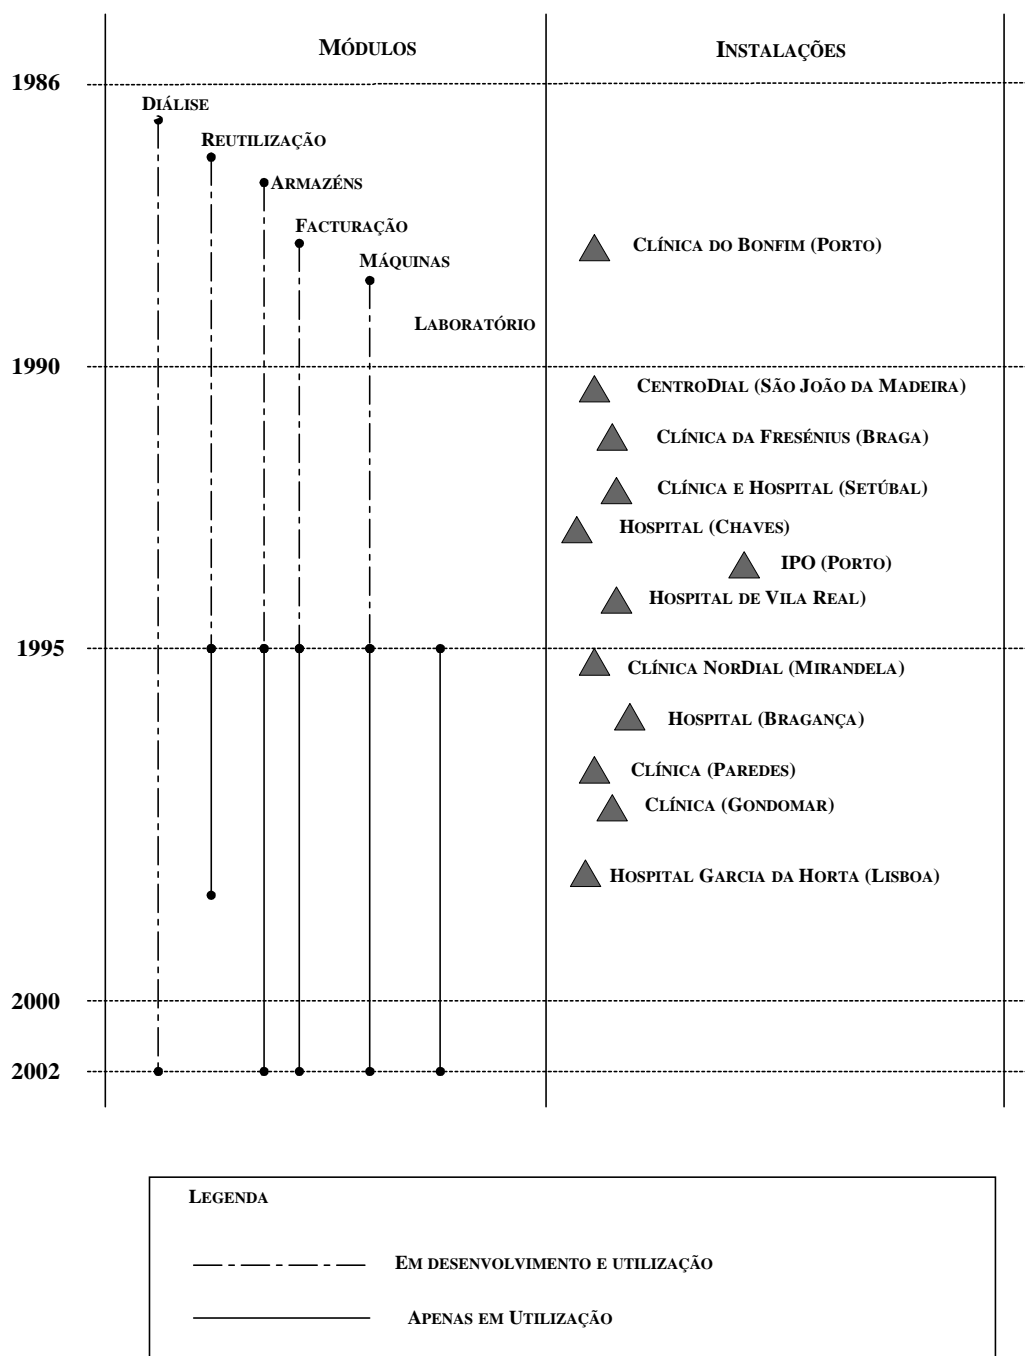 Módulos
Instalações
1986
Diálise
Reutilização
Armazéns
Facturação
Clínica do Bonfim (Porto)
Máquinas
Laboratório
1990
CentroDial (São João da Madeira)
Clínica da Fresénius (Braga)
Clínica e Hospital (Setúbal)
Hospital (Chaves)
IPO (Porto)
Hospital de Vila Real)
1995
Clínica NorDial (Mirandela)
Hospital (Bragança)
Clínica (Paredes)
Clínica (Gondomar)
Hospital Garcia da Horta (Lisboa)
2000
2002
Legenda
Em desenvolvimento e utilização
Apenas em Utilização